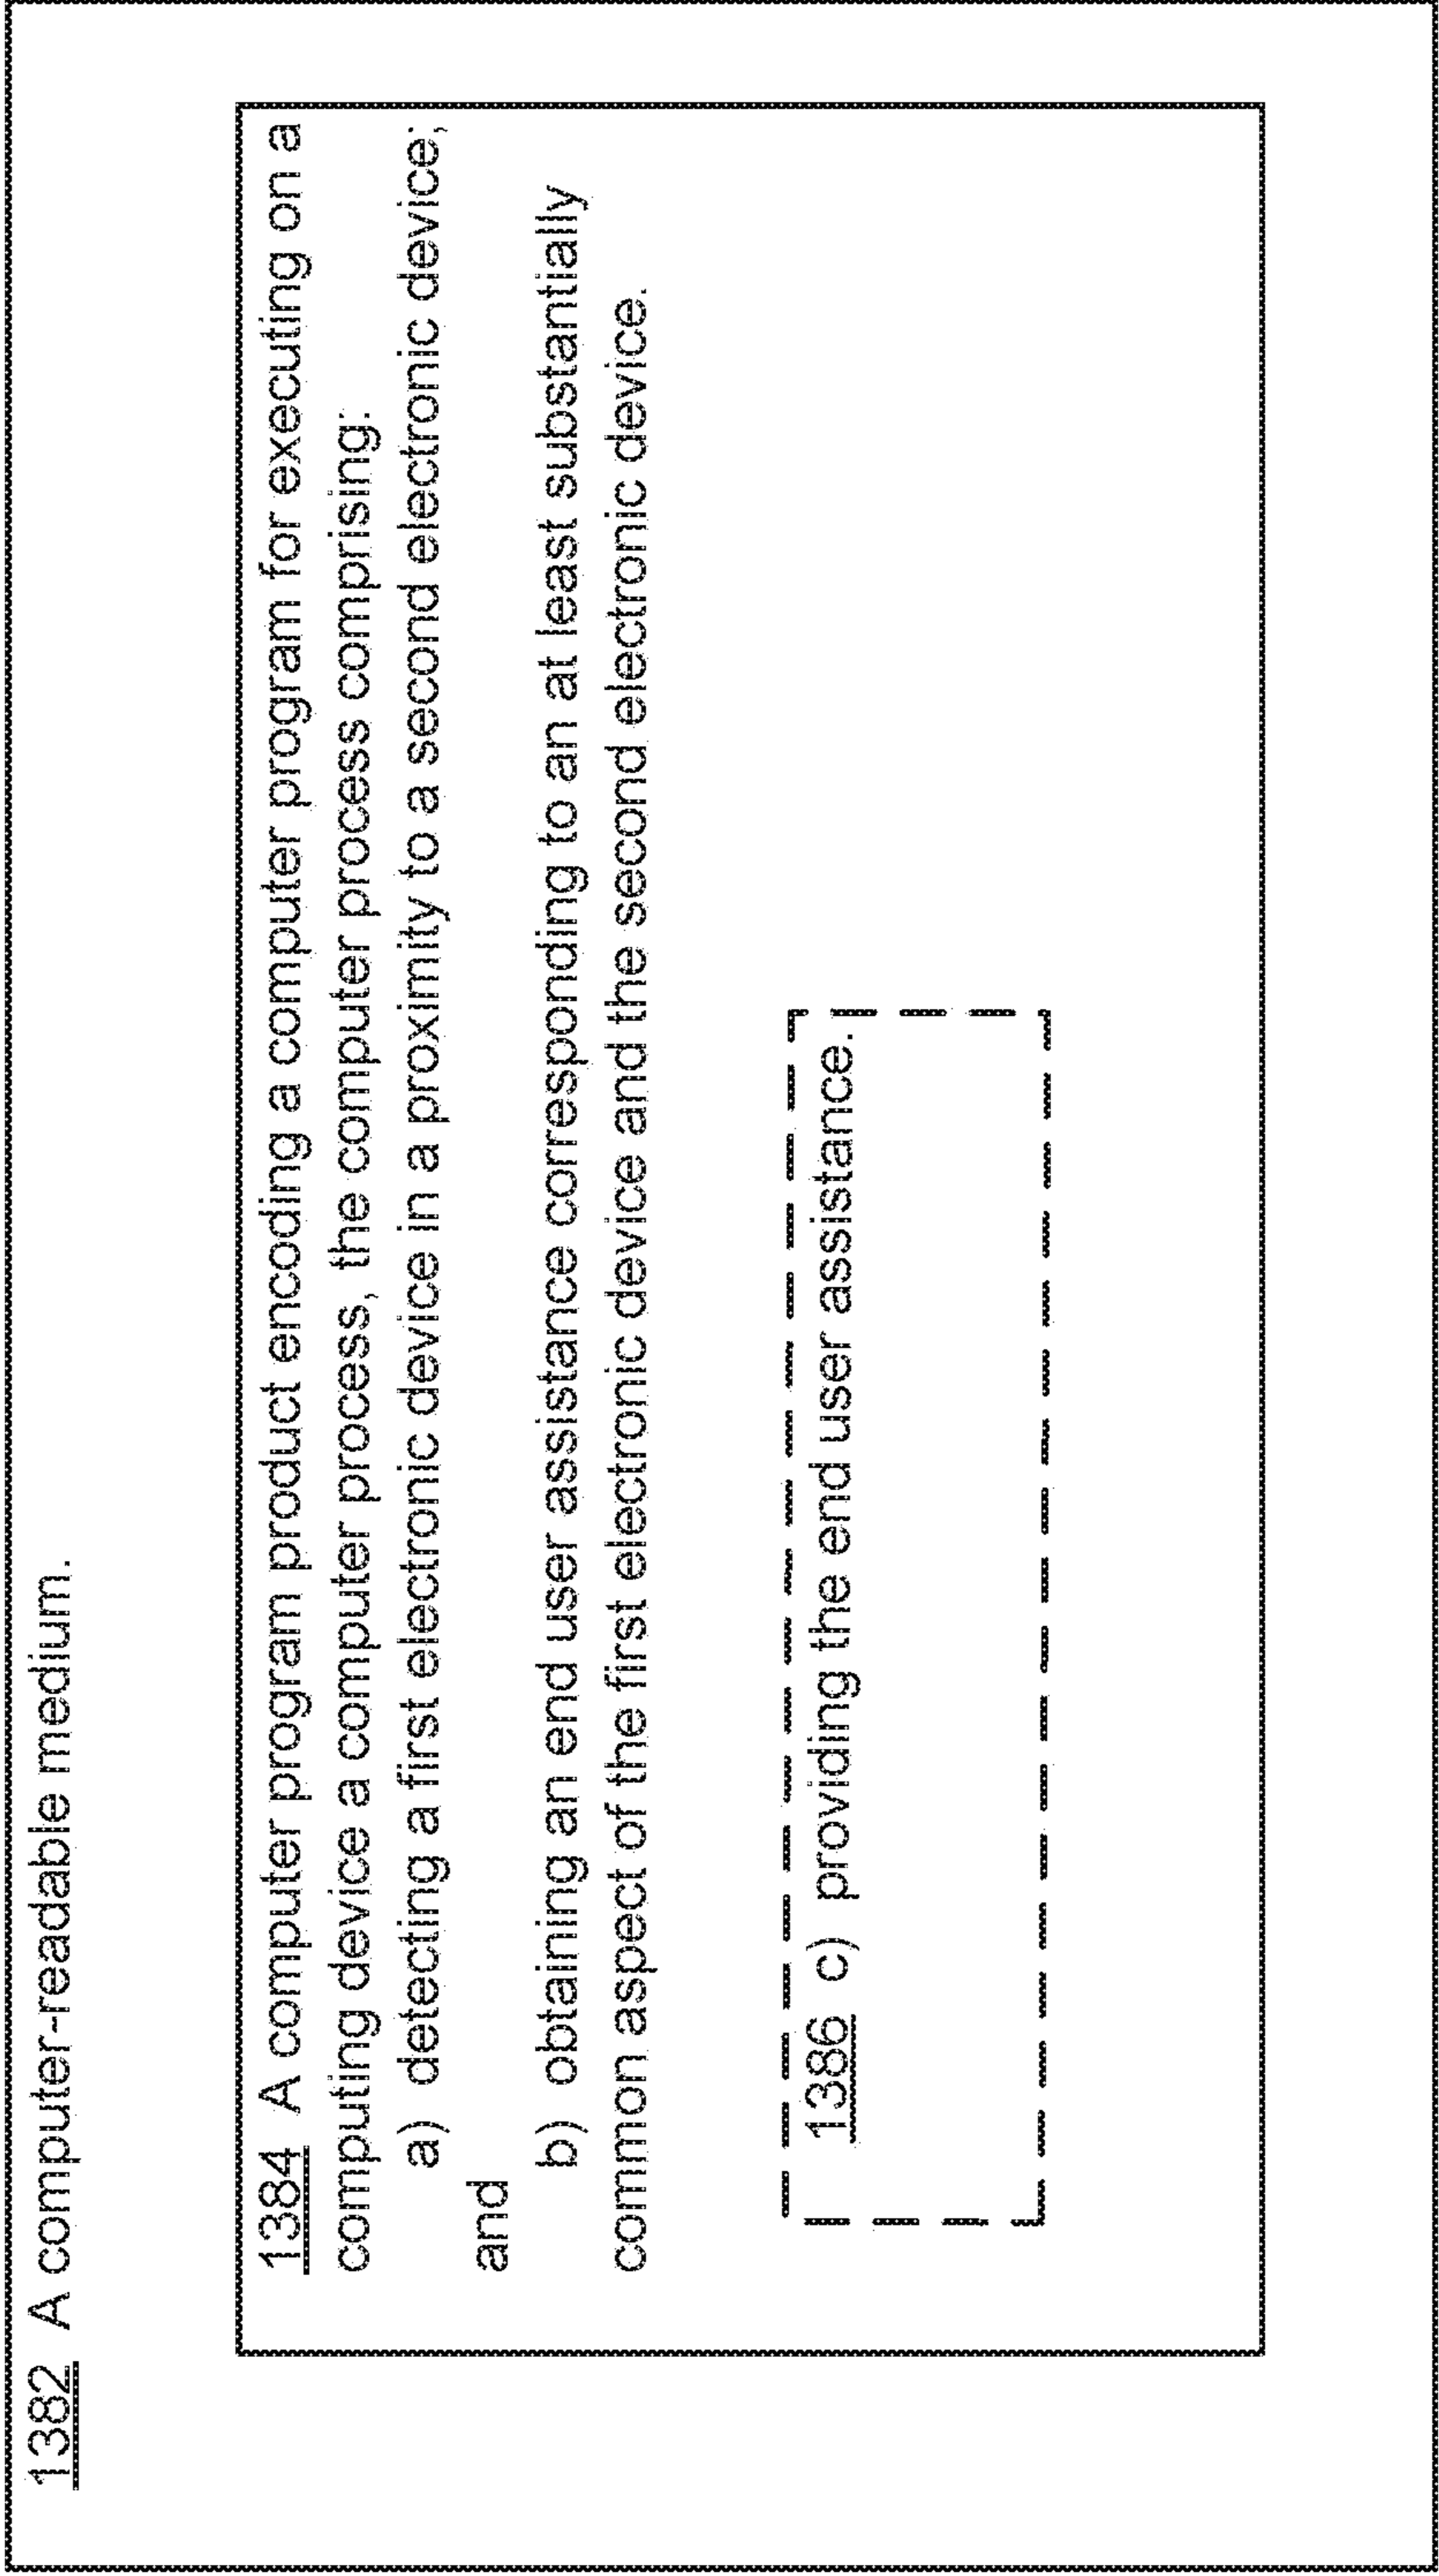 1382 A computer-readable medium.
1384 A computer program product encoding a computer program for executing on a
computing device a computer process, the computer process comprising:
a) detecting a first electronic device in a proximity to a second electronic device;
and
b) obtaining an end user assistance corresponding to an at least substantially
common aspect of the first electronic device and the second electronic device.
1386 c) providing the end user assistance.